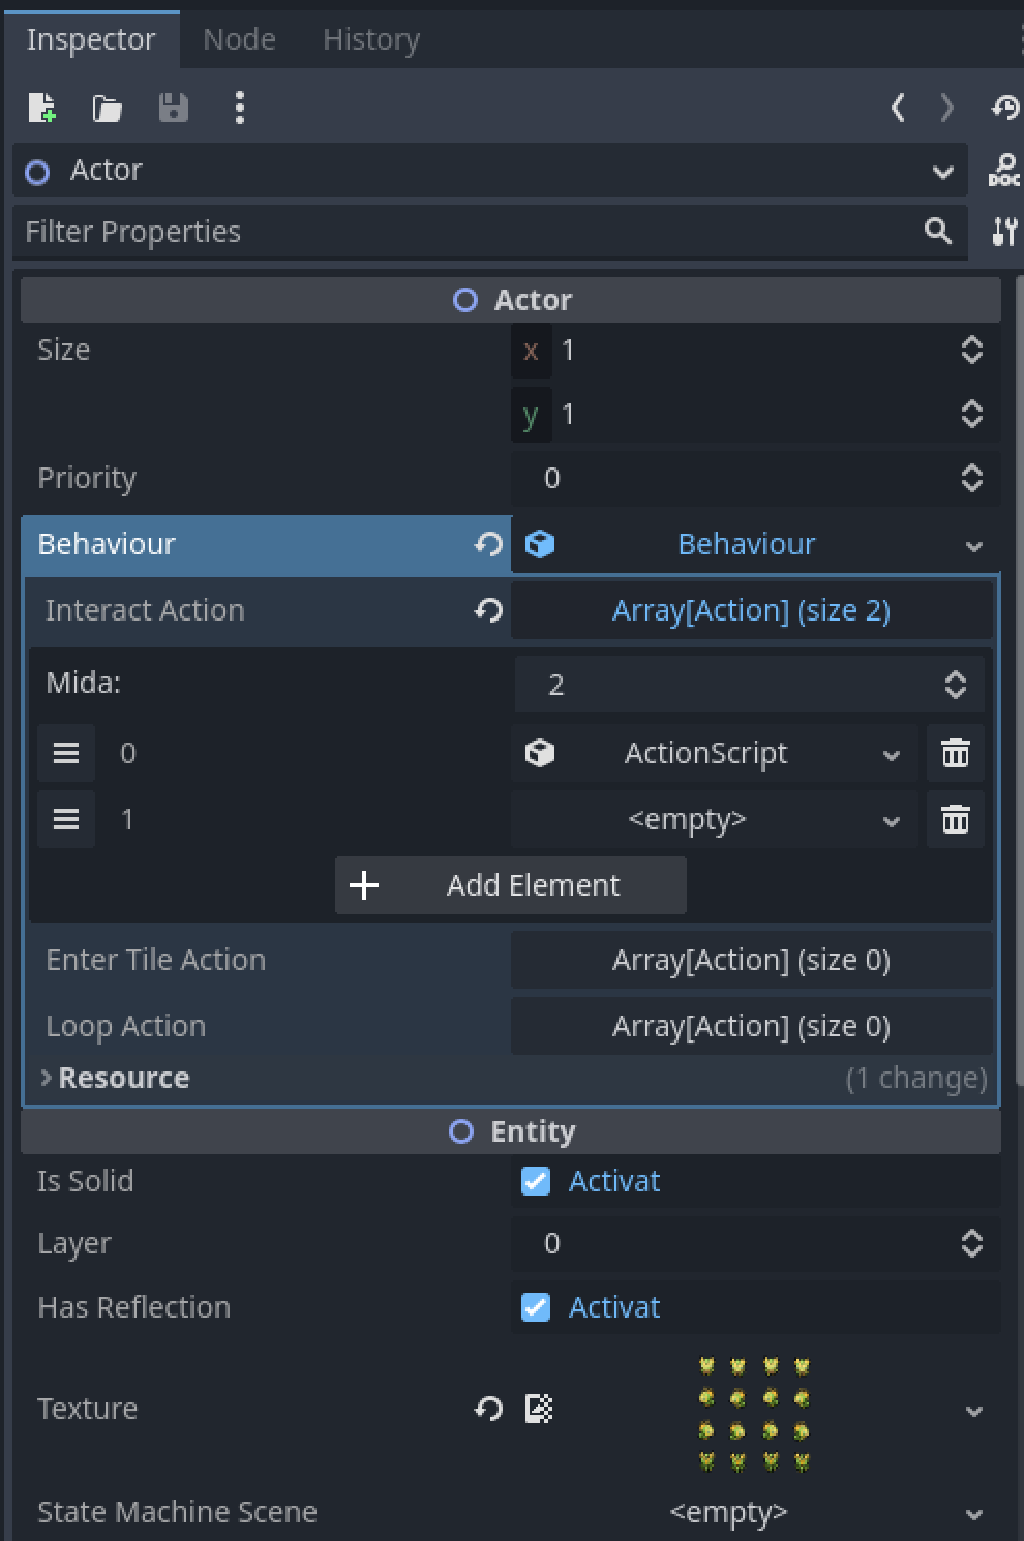 Inspector Node History
Actor
DOC
Filter Properties
Actor
Size x 1
y 1
Priority 0
Behaviour Behaviour
Interact Action Array[Action] (size 2)
Mida: 2
0 ActionScript
1 <empty>
Add Element
Enter Tile Action Array[Action] (size 0)
Loop Action Array[Action] (size 0)
Resource (1 change)
Entity
Is Solid Activat
Layer 0
Has Reflection Activat
Texture
State Machine Scene <empty>